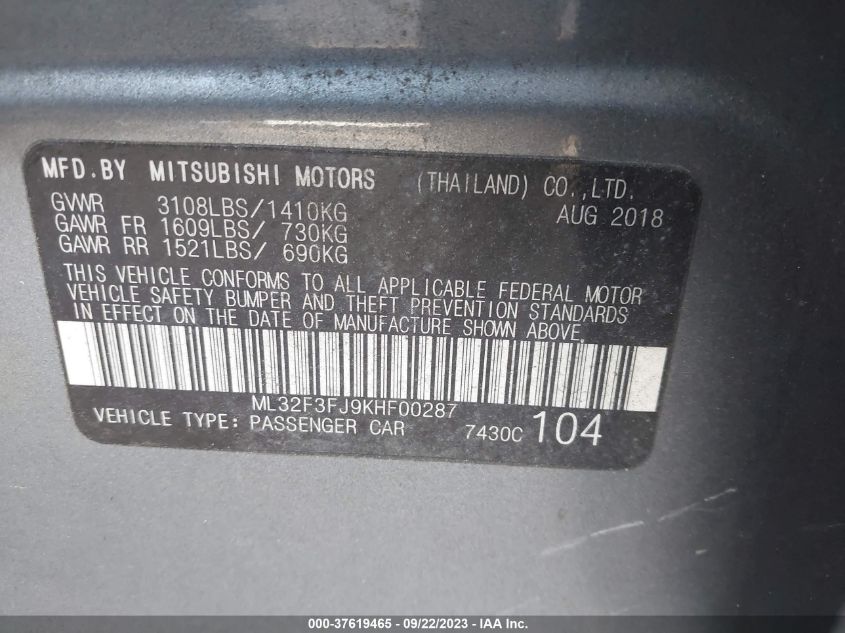 MFD.BY MITSUBISHI MOTORS (THAILAND) CO.,LTD.
GVWR 3108LBS/1410KG AUG 2018
GAWR FR 1609LBS/ 730KG
GAWR RR 1521LBS/ 690KG
THIS VEHICLE CONFORMS TO ALL APPLICABLE FEDERAL MOTOR
VEHICLE SAFETY BUMPER AND THEFT PREVENTION STANDARDS
IN EFFECT ON THE DATE OF MANUFACTURE SHOWN ABOVE.
ML32F3FJ9KHF00287
VEHICLE TYPE: PASSENGER CAR 7430C 104
000-37619465 - 09/22/2023 - IAA Inc.